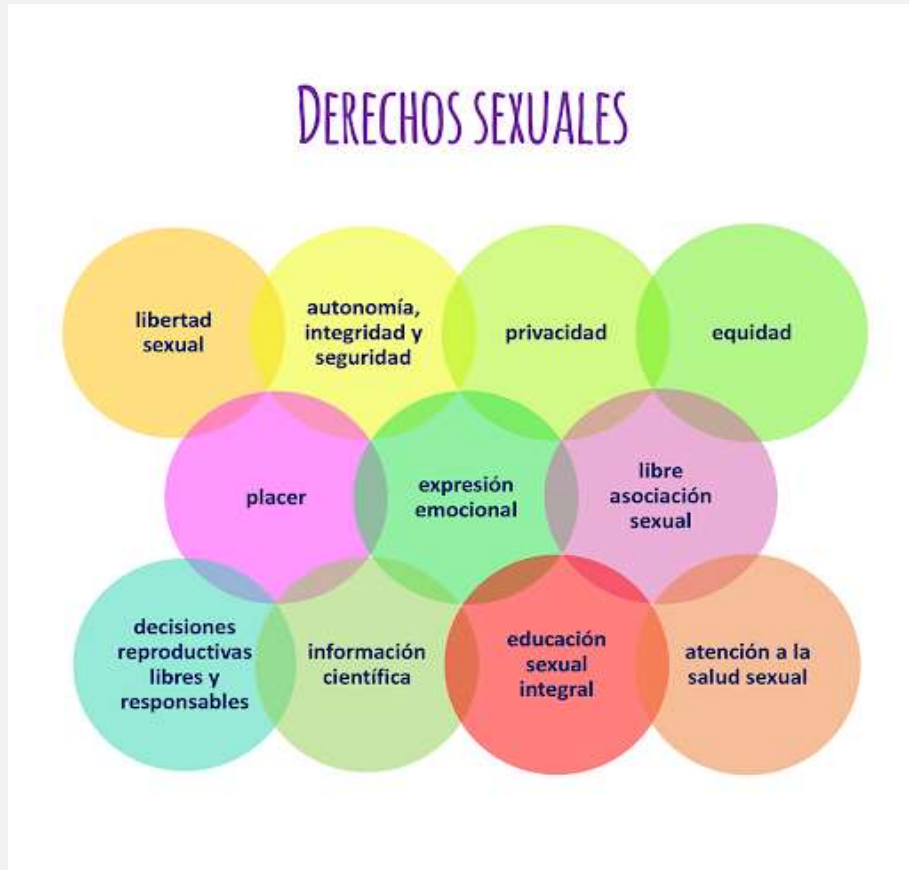 DERECHOS SEXUALES
libertad
sexual
autonomía,
integridad y
seguridad
privacidad
equidad
placer
expresión
emocional
libre
asociación
sexual
decisiones
reproductivas
libres y
responsables
información
científica
educación
sexual
integral
atención a la
salud sexual